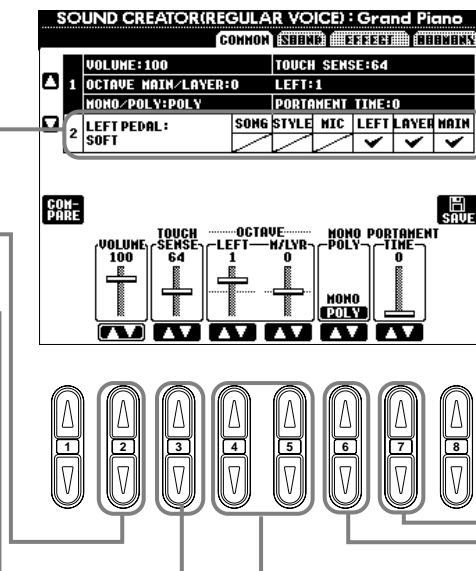 SOUND CREATOR(REGULAR VOICE) : Grand Piano
COMMON SOUND EFFECT HARMONY
1 VOLUME:100 TOUCH SENSE:64
OCTAVE MAIN/LAYER:0 LEFT:1
MONO/POLY:POLY PORTAMENT TIME:0
2 LEFT PEDAL: SONG STYLE MIC LEFT LAYER MAIN
SOFT
COM-
PARE
SAVE
TOUCH OCTAVE MONO PORTAMENT
VOLUME SENSE LEFT M/LYR POLY TIME
100 64 1 0 0
MONO
POLY
1 2 3 4 5 6 7 8